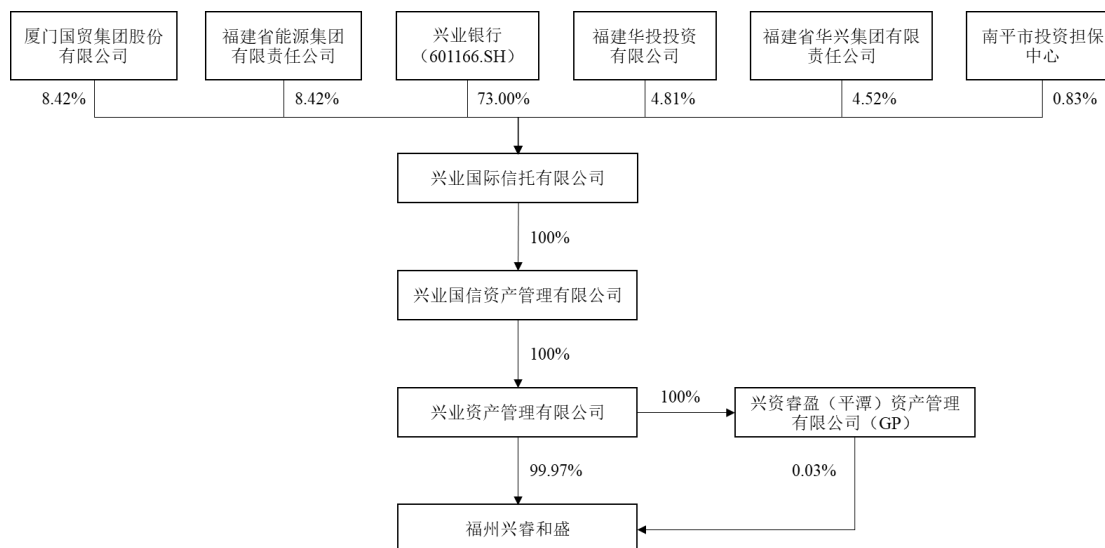 厦门国贸集团股份
有限公司
福建省能源集团
有限责任公司
兴业银行
（601166.SH）
福建华投投资
有限公司
福建省华兴集团有限
责任公司
南平市投资担保
中心
8.42%
8.42%
73.00%
4.81%
4.52%
0.83%
兴业国际信托有限公司
100%
兴业国信资产管理有限公司
100%
兴业资产管理有限公司
100%
兴资睿盈（平潭）资产管理
有限公司（GP）
99.97%
0.03%
福州兴睿和盛